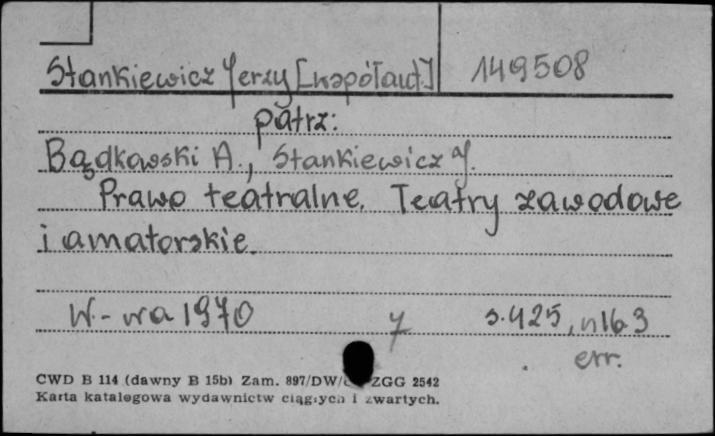 Stankiewicz Jerzy [współaut.] 149508
patrz:
Bądkowski A., Stankiewicz J.
Prawo teatralne. Teatry zawodowe
i amatorskie.
W-wa 1970 7 s. 425, nlb 3
err.
CWD B 114 (dawny B 15b) Zam. 897/DW/ ZGG 2542
Karta katalogowa wydawnictw ciągłych i zwartych.